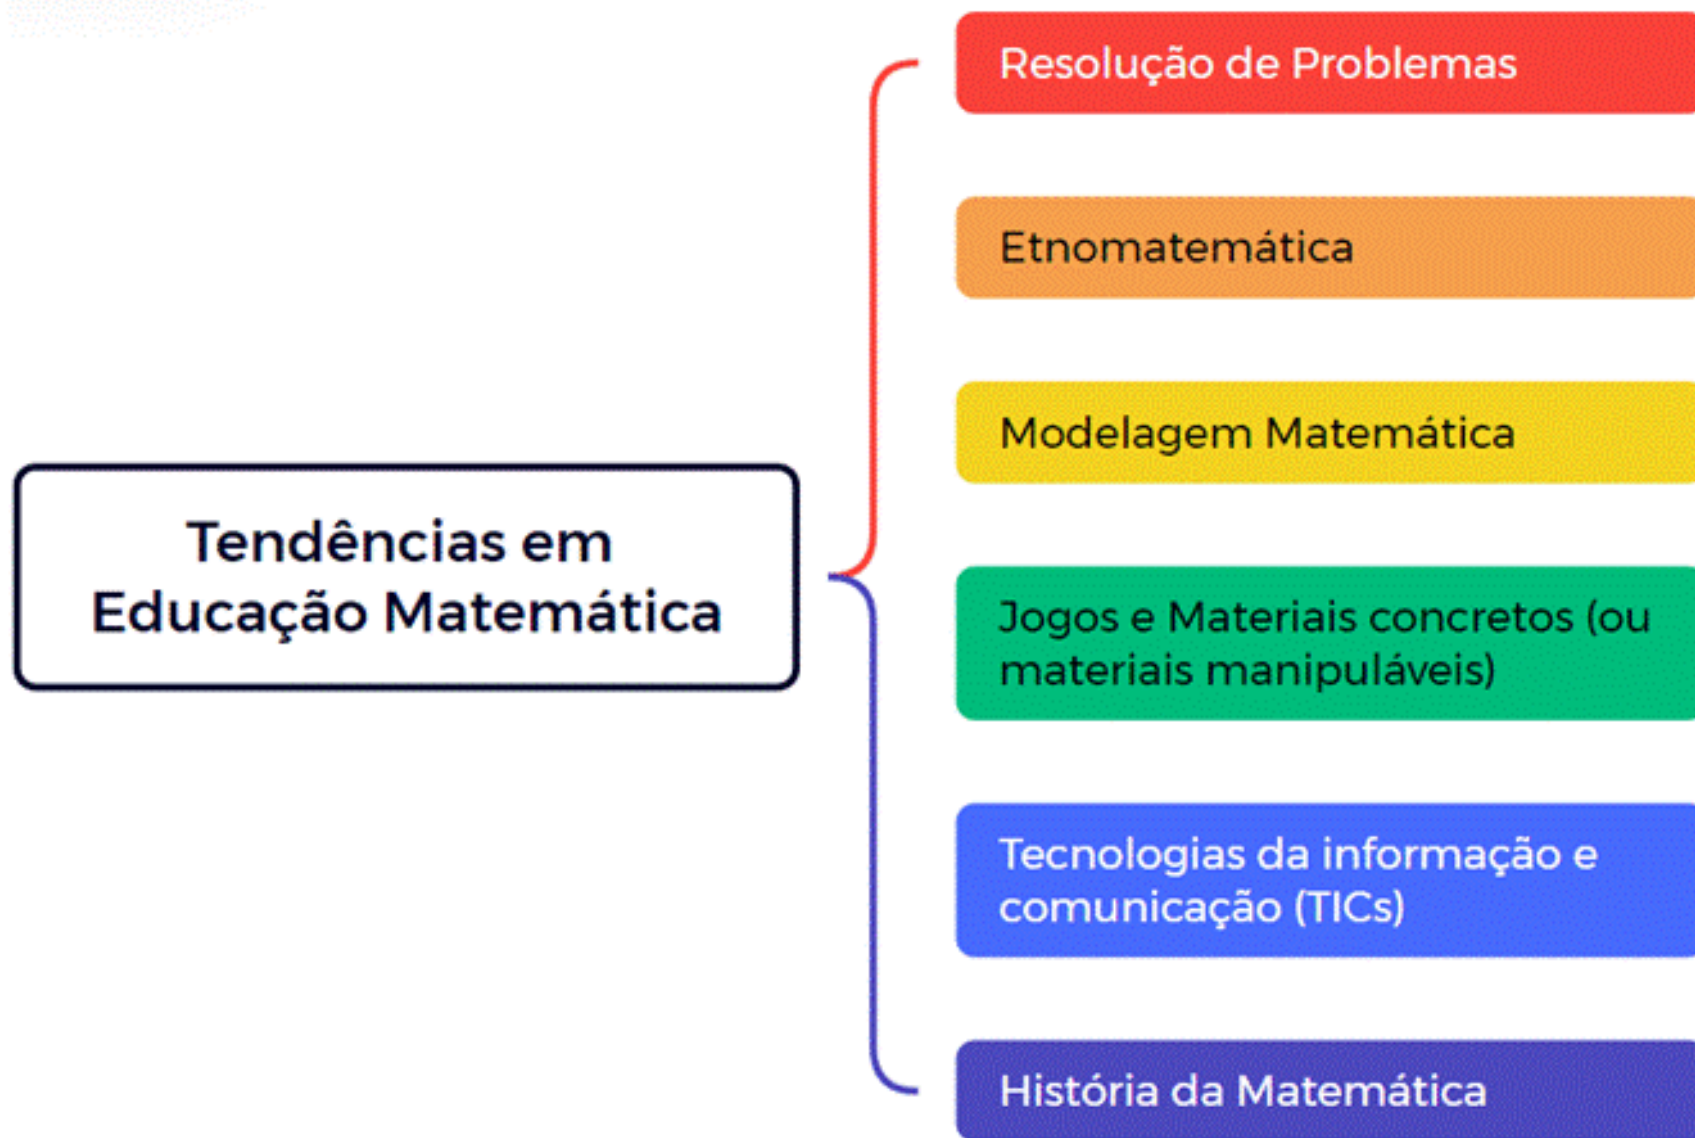 Resolução de Problemas
Etnomatemática
Modelagem Matemática
Tendências em
Educação Matemática
Jogos e Materiais concretos (ou
materiais manipuláveis)
Tecnologias da informação e
comunicação (TICs)
História da Matemática